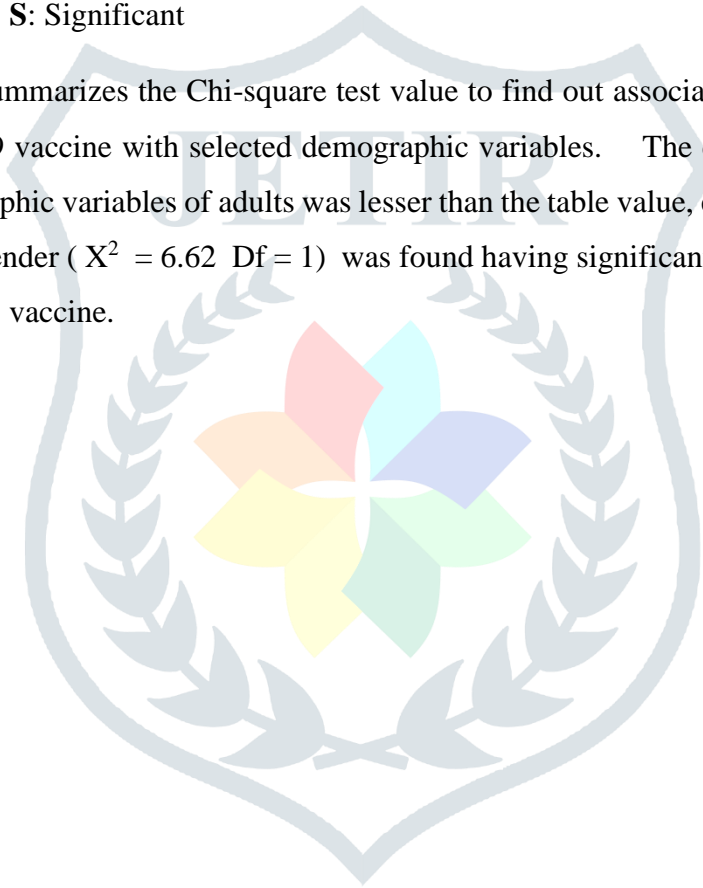 S: Significant
ummarizes the Chi-square test value to find out associa
vaccine with selected demographic variables. The
phic variables of adults was lesser than the table value,
ender ( X² = 6.62 Df = 1) was found having significan
vaccine.
JETIR